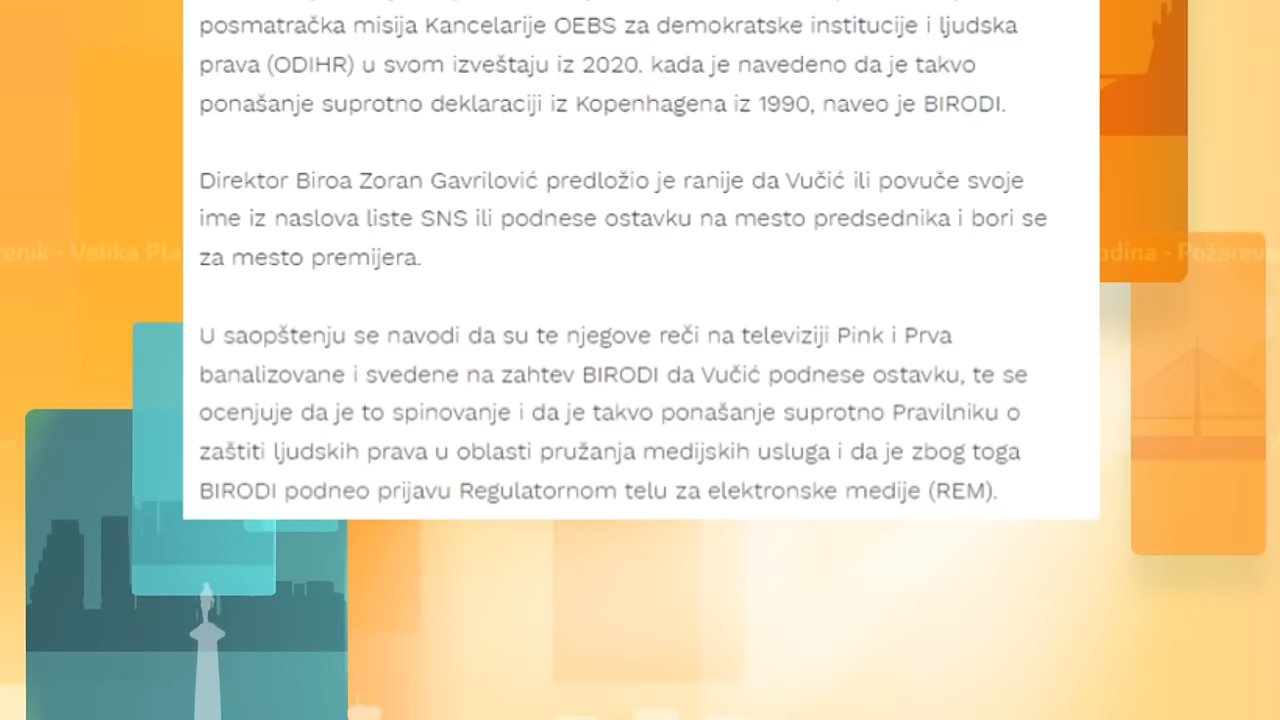 posmatračka misija Kancelarije OEBS za demokratske institucije i ljudska
prava (ODIHR) u svom izveštaju iz 2020. kada je navedeno da je takvo
ponašanje suprotno deklaraciji iz Kopenhagena iz 1990, naveo je BIRODI.
Direktor Biroa Zoran Gavrilović predložio je ranije da Vučić ili povuče svoje
ime iz naslova liste SNS ili podnese ostavku na mesto predsednika i bori se
za mesto premijera.
U saopštenju se navodi da su te njegove reči na televiziji Pink i Prva
banalizovane i svedene na zahtev BIRODI da Vučić podnese ostavku, te se
ocenjuje da je to spinovanje i da je takvo ponašanje suprotno Pravilniku o
zaštiti ljudskih prava u oblasti pružanja medijskih usluga i da je zbog toga
BIRODI podneo prijavu Regulatornom telu za elektronske medije (REM).
- Velika